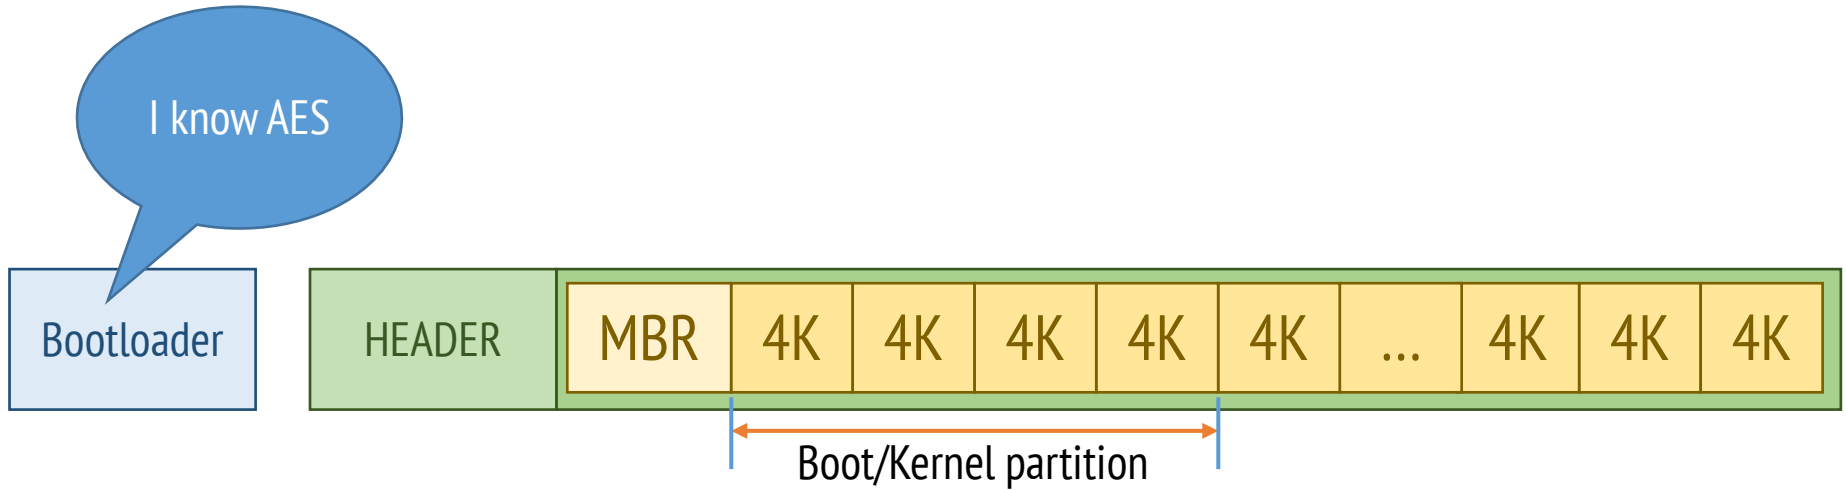 I know AES
Bootloader
HEADER
MBR 4K 4K 4K 4K 4K ... 4K 4K 4K
Boot/Kernel partition